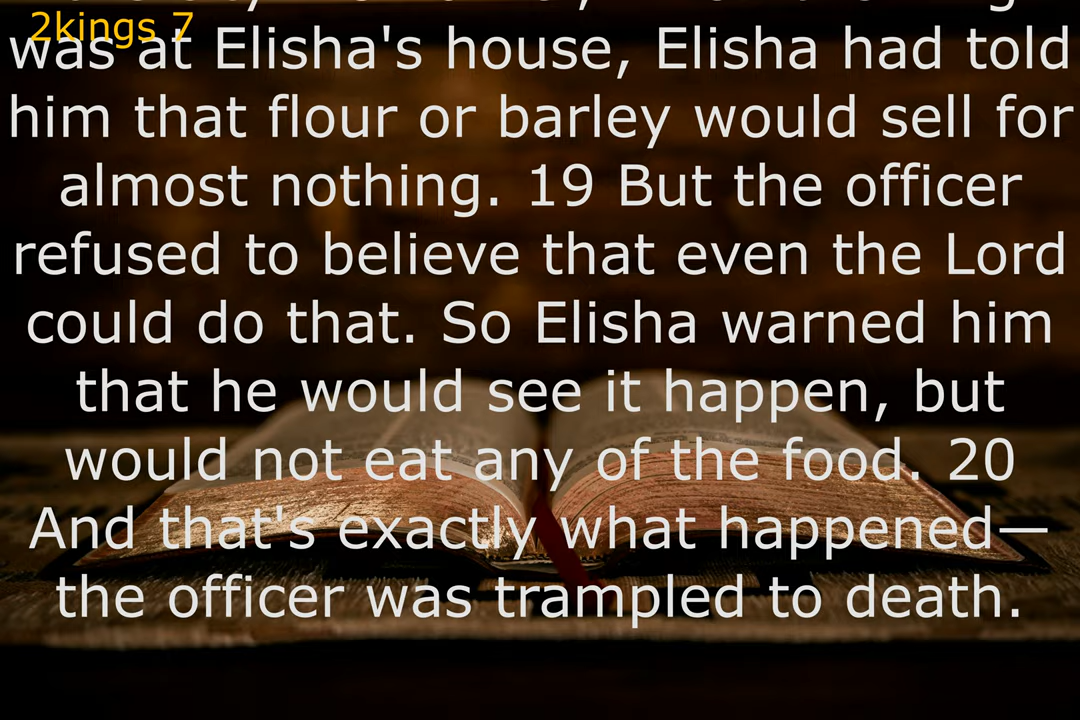 2kings 7
was at Elisha's house, Elisha had told
him that flour or barley would sell for
almost nothing. 19 But the officer
refused to believe that even the Lord
could do that. So Elisha warned him
that he would see it happen, but
would not eat any of the food. 20
And that's exactly what happened—
the officer was trampled to death.